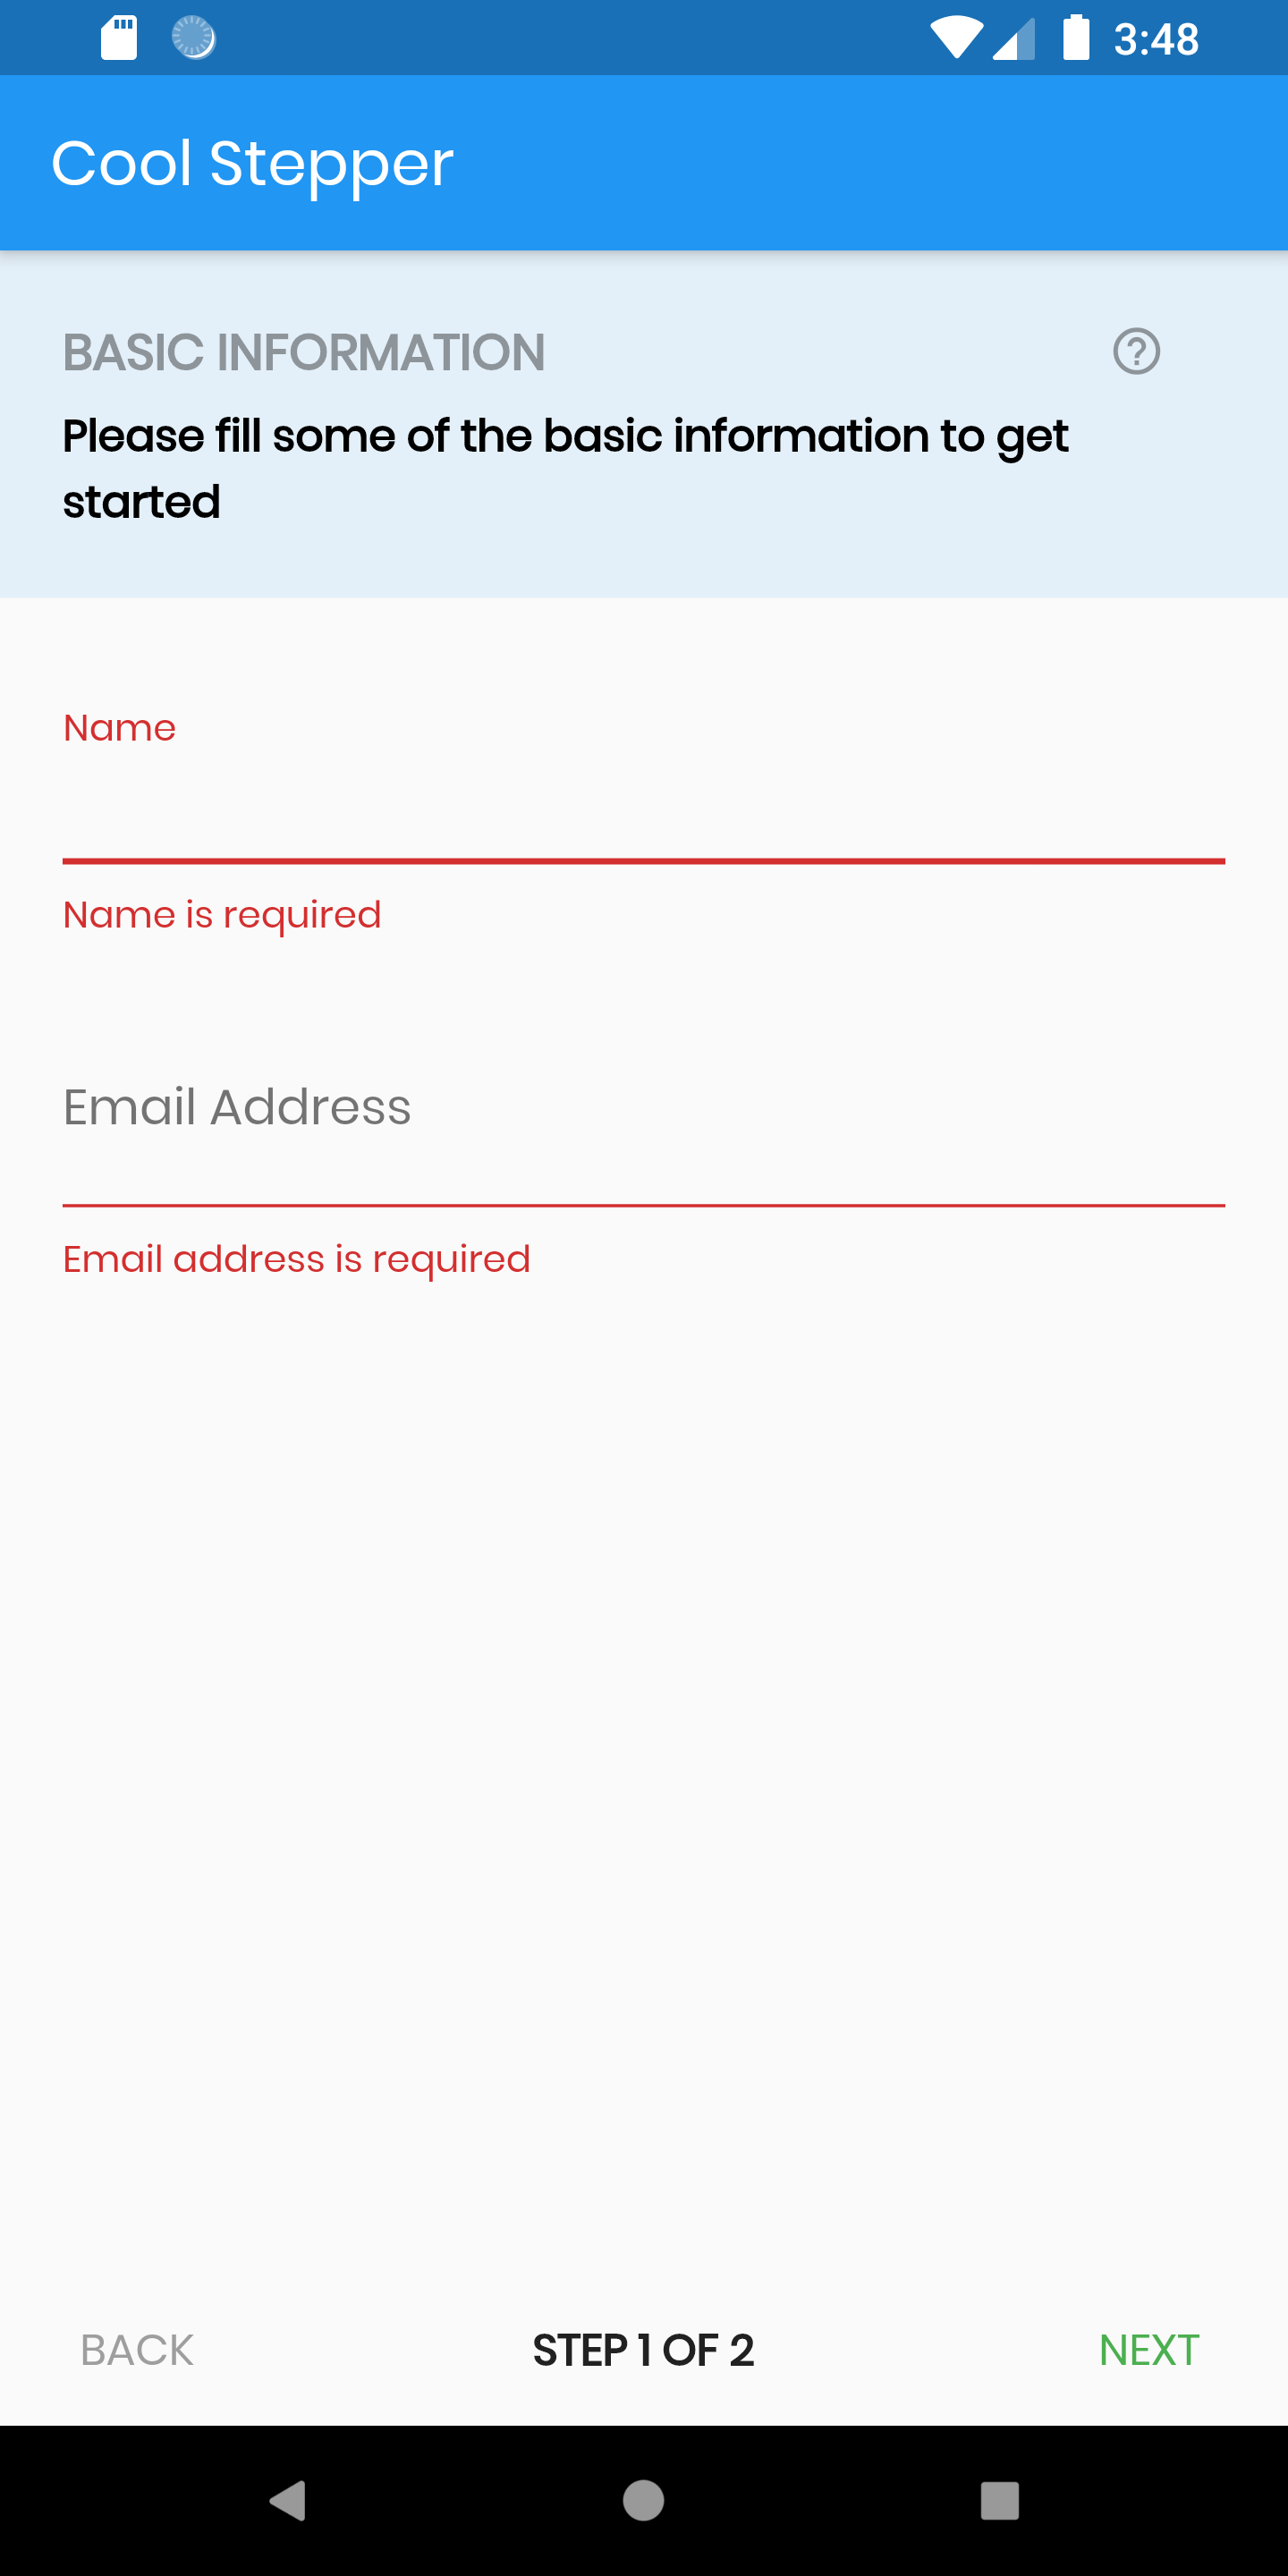 3:48
Cool Stepper
BASIC INFORMATION
Please fill some of the basic information to get
started
Name
Name is required
Email Address
Email address is required
BACK STEP 1 OF 2 NEXT